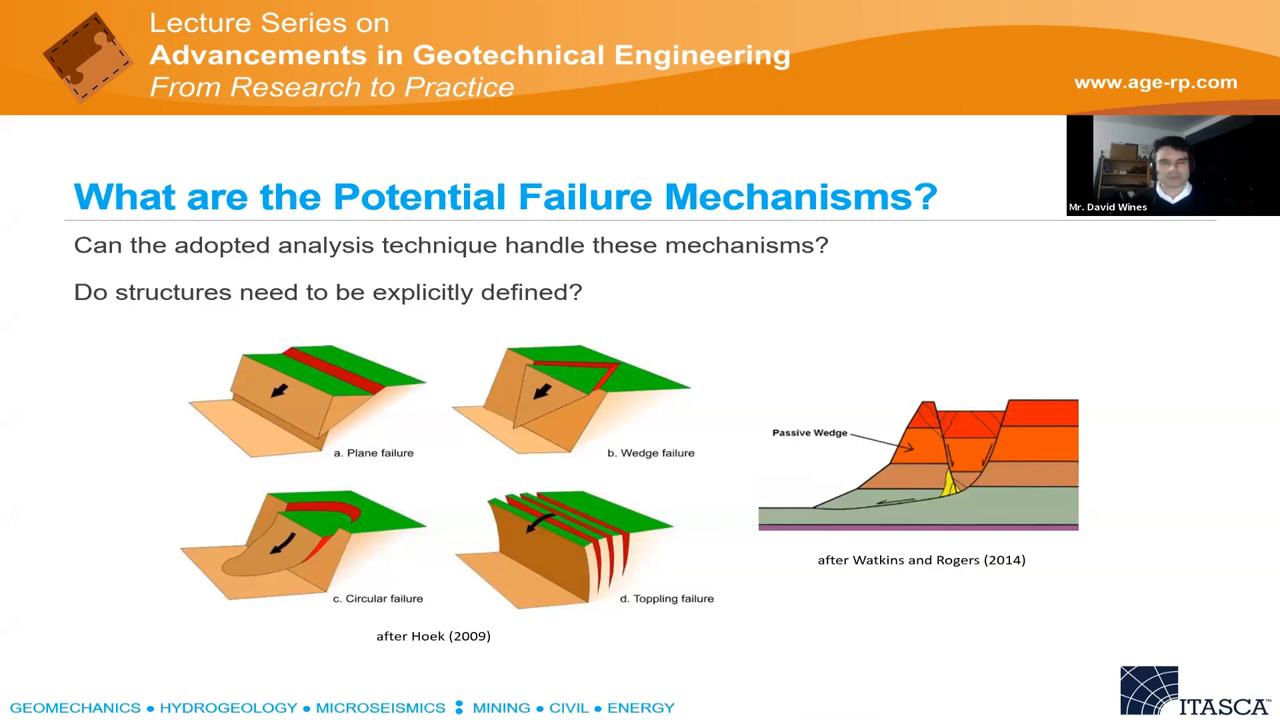 Lecture Series on
Advancements in Geotechnical Engineering
From Research to Practice
www.age-rp.com
Mr. David Wines
What are the Potential Failure Mechanisms?
Can the adopted analysis technique handle these mechanisms?
Do structures need to be explicitly defined?
a. Plane failure
b. Wedge failure
c. Circular failure
d. Toppling failure
after Hoek (2009)
Passive Wedge
after Watkins and Rogers (2014)
GEOMECHANICS ● HYDROGEOLOGY ● MICROSEISMICS ● MINING ● CIVIL ● ENERGY
ITASCA™